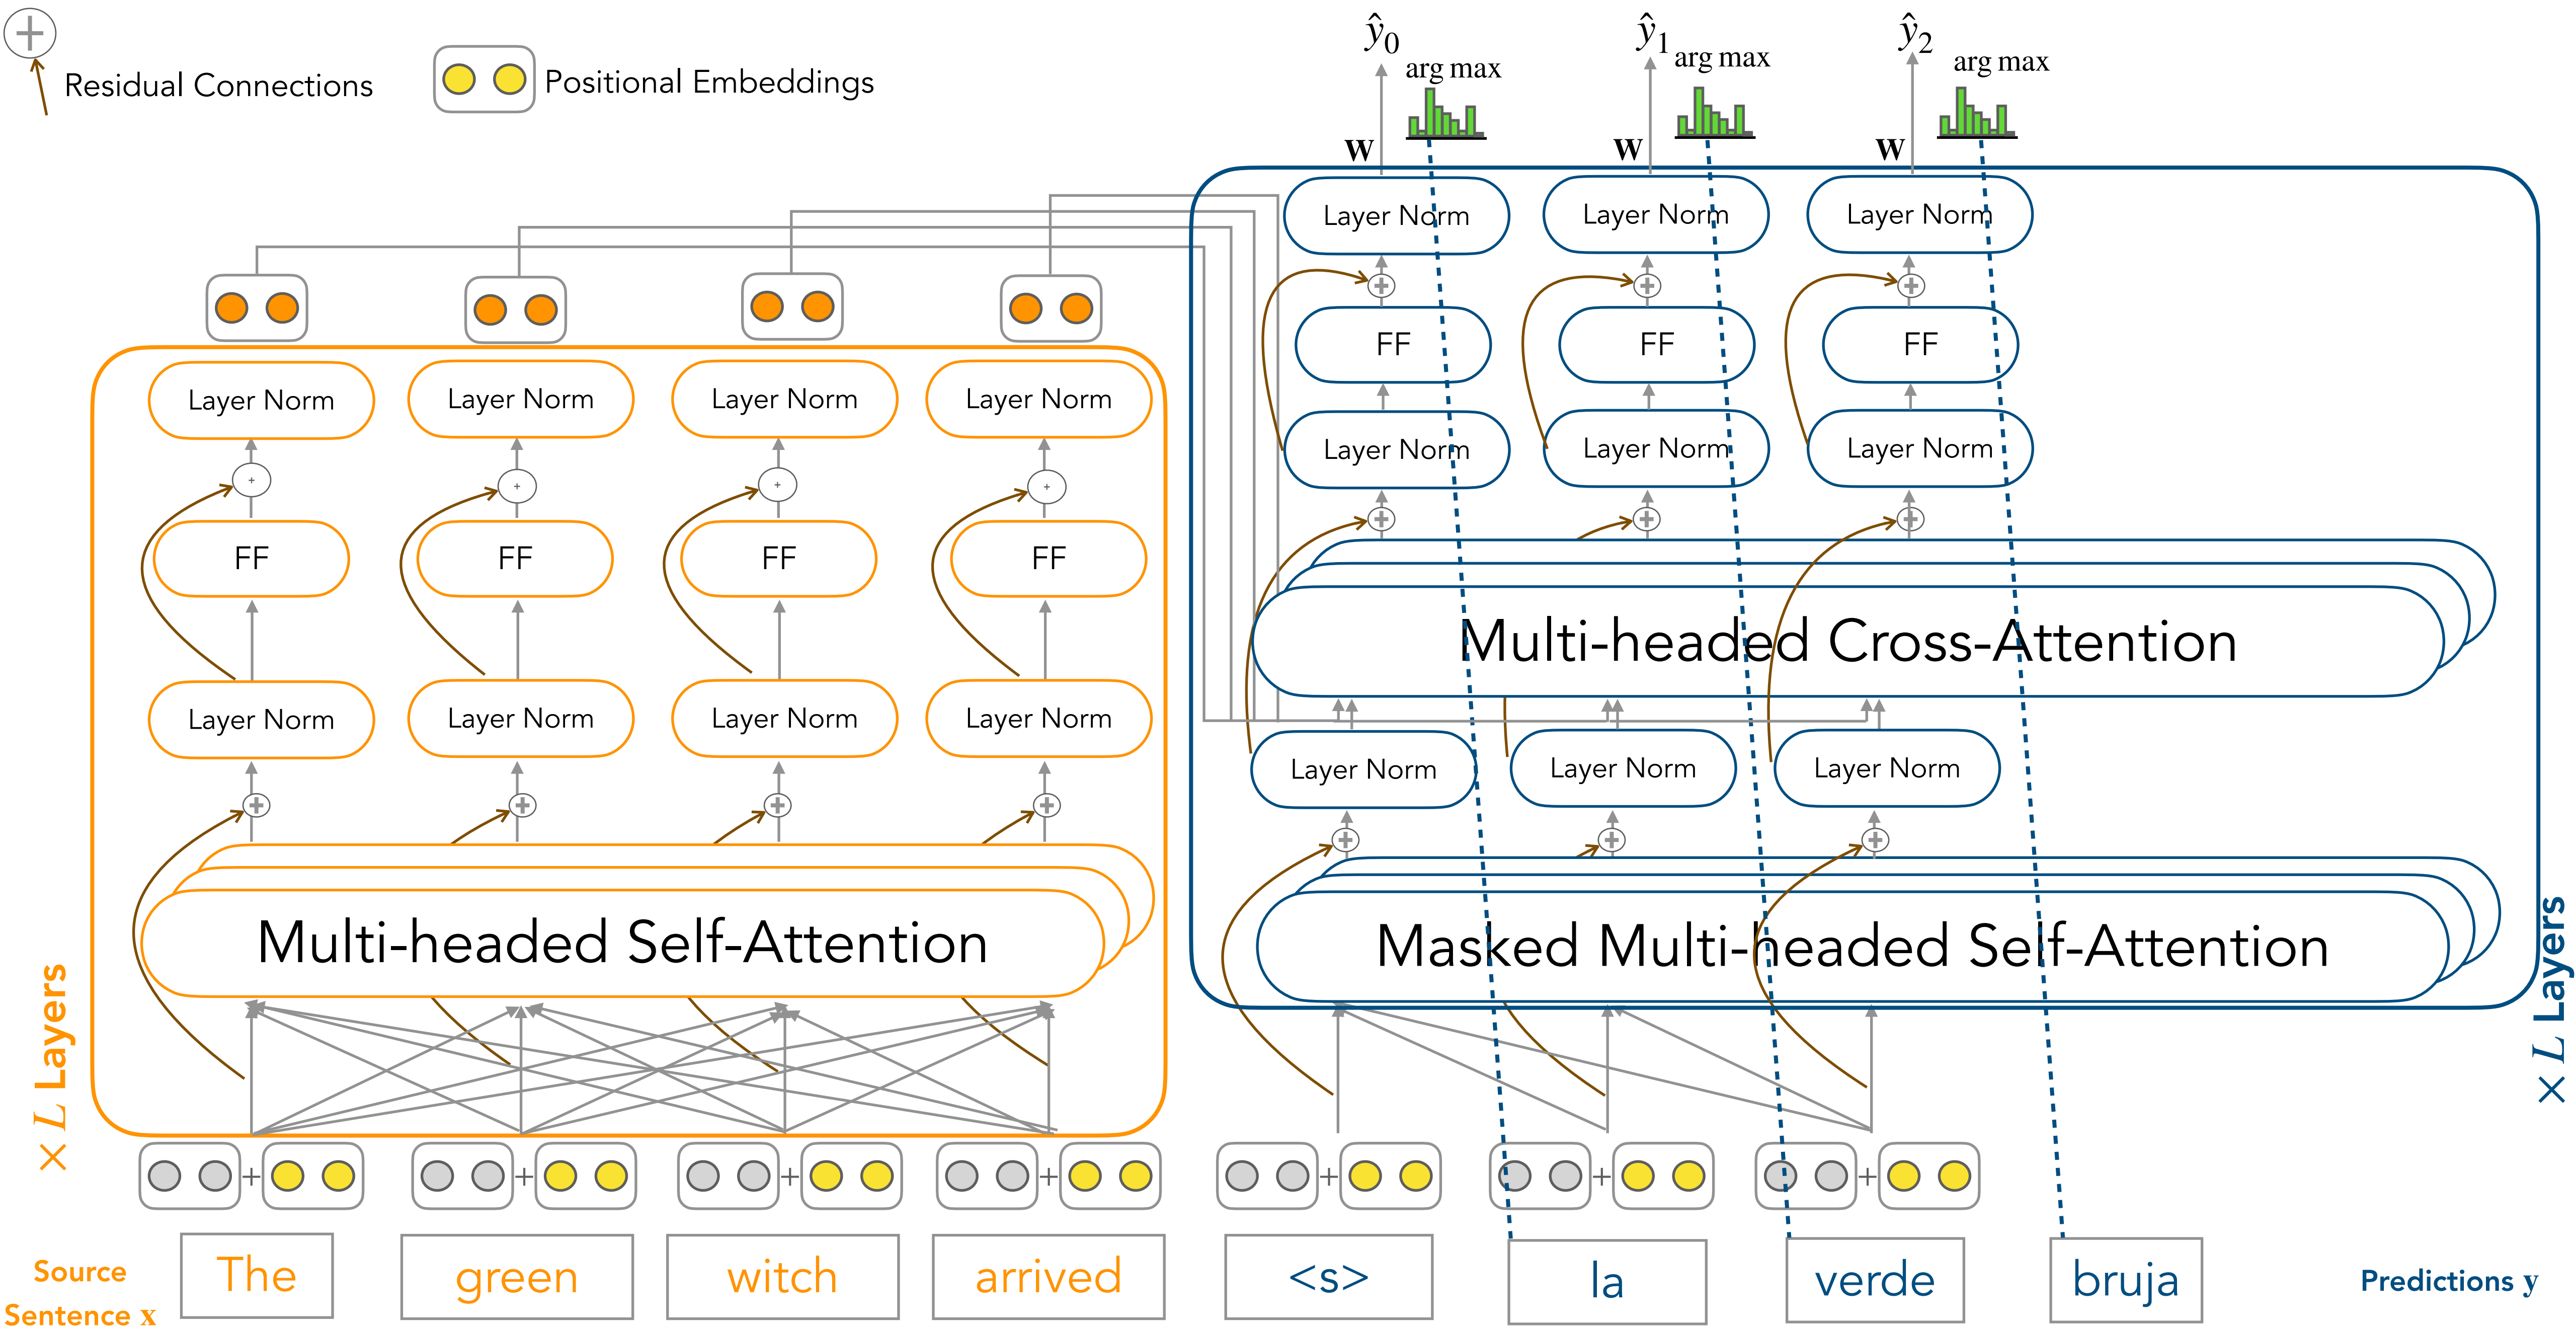 Residual Connections
Positional Embeddings
ŷ0
arg max
ŷ1
arg max
ŷ2
arg max
W
W
W
Layer Norm
Layer Norm
Layer Norm
FF
FF
FF
Layer Norm
Layer Norm
Layer Norm
Multi-headed Cross-Attention
Layer Norm
Layer Norm
Layer Norm
Masked Multi-headed Self-Attention
× L Layers
Layer Norm
Layer Norm
Layer Norm
Layer Norm
FF
FF
FF
FF
Layer Norm
Layer Norm
Layer Norm
Layer Norm
Multi-headed Self-Attention
× L Layers
Source
Sentence x
The
green
witch
arrived
<s>
la
verde
bruja
Predictions y